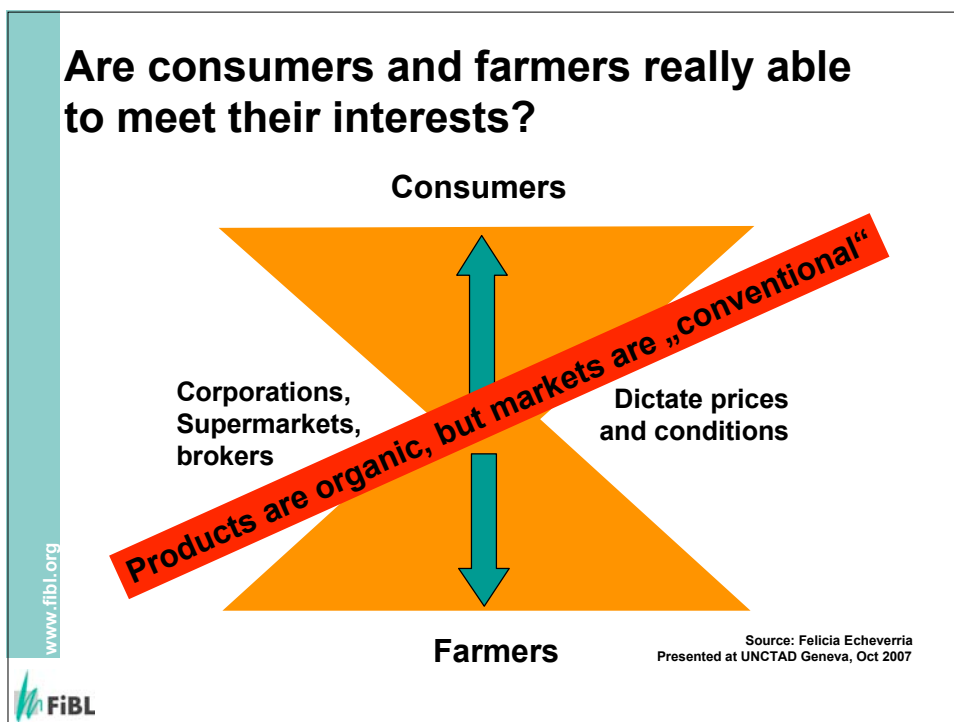 Are consumers and farmers really able
to meet their interests?
Consumers
Corporations,
Supermarkets,
brokers
Dictate prices
and conditions
Products are organic, but markets are „conventional“
Farmers
Source: Felicia Echeverria
Presented at UNCTAD Geneva, Oct 2007
www.fibl.org
FiBL